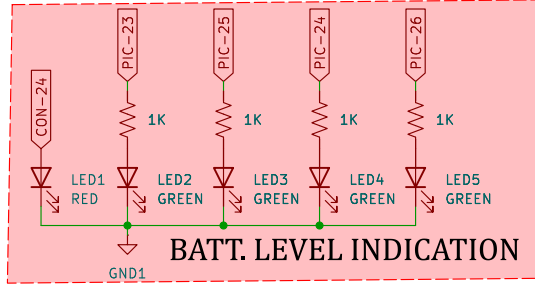 PIC-23
PIC-25
PIC-24
PIC-26
CON-24
1K
1K
1K
1K
LED1
RED
LED2
GREEN
LED3
GREEN
LED4
GREEN
LED5
GREEN
BATT. LEVEL INDICATION
GND1